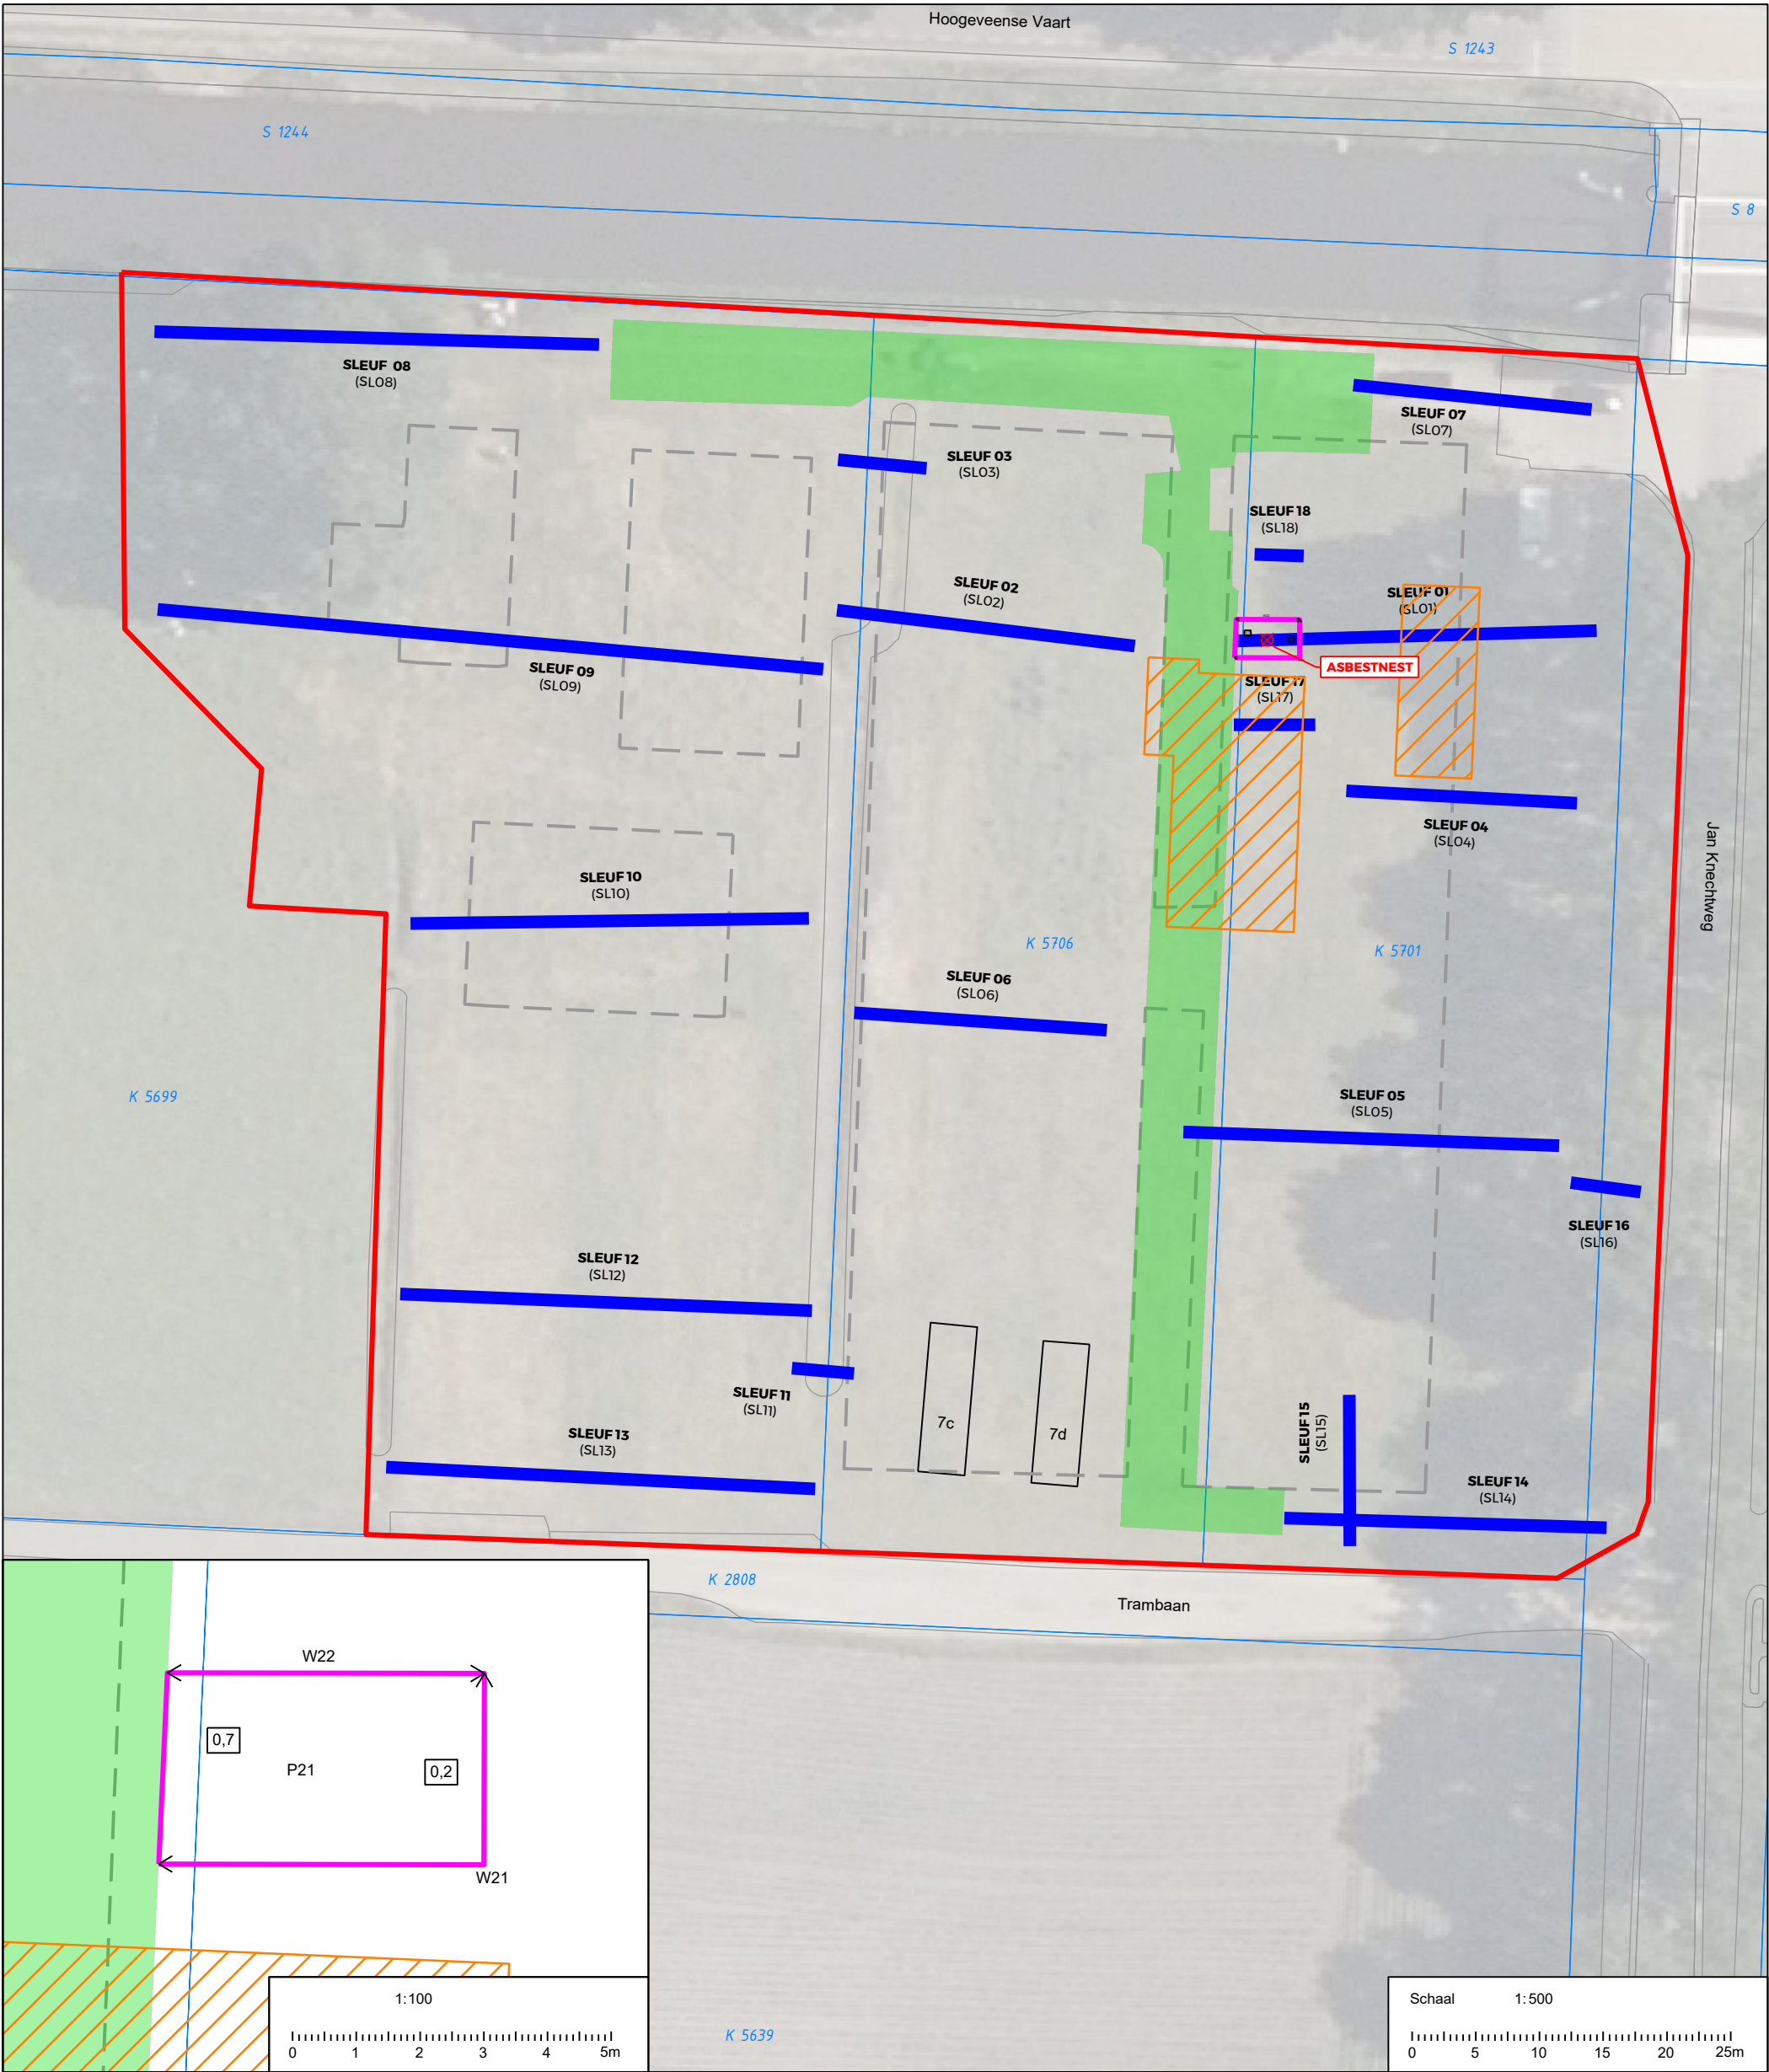 Hoogeveense Vaart
S 1243
S 1244
S 8
SLEUF 08
(SL08)
SLEUF 07
(SL07)
SLEUF 03
(SL03)
SLEUF 18
(SL18)
SLEUF 02
(SL02)
SLEUF 01
(SL01)
SLEUF 09
(SL09)
ASBESTNEST
SLEUF 17
(SL17)
SLEUF 04
(SL04)
Jan Knechtweg
SLEUF 10
(SL10)
K 5706
K 5701
SLEUF 06
(SL06)
K 5699
SLEUF 05
(SL05)
SLEUF 16
(SL16)
SLEUF 12
(SL12)
SLEUF 11
(SL11)
7c
7d
SLEUF 15
(SL15)
SLEUF 13
(SL13)
SLEUF 14
(SL14)
K 2808
Trambaan
W22
0,7
P21
0,2
W21
1:100
0 1 2 3 4 5m
K 5639
Schaal 1:500
0 5 10 15 20 25m